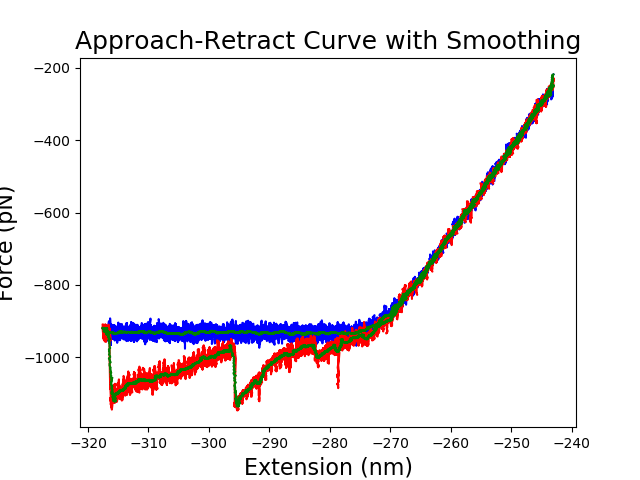 Approach-Retract Curve with Smoothing
−200
−400
−600
−800
−1000
Force (pN)
−320 −310 −300 −290 −280 −270 −260 −250 −240
Extension (nm)